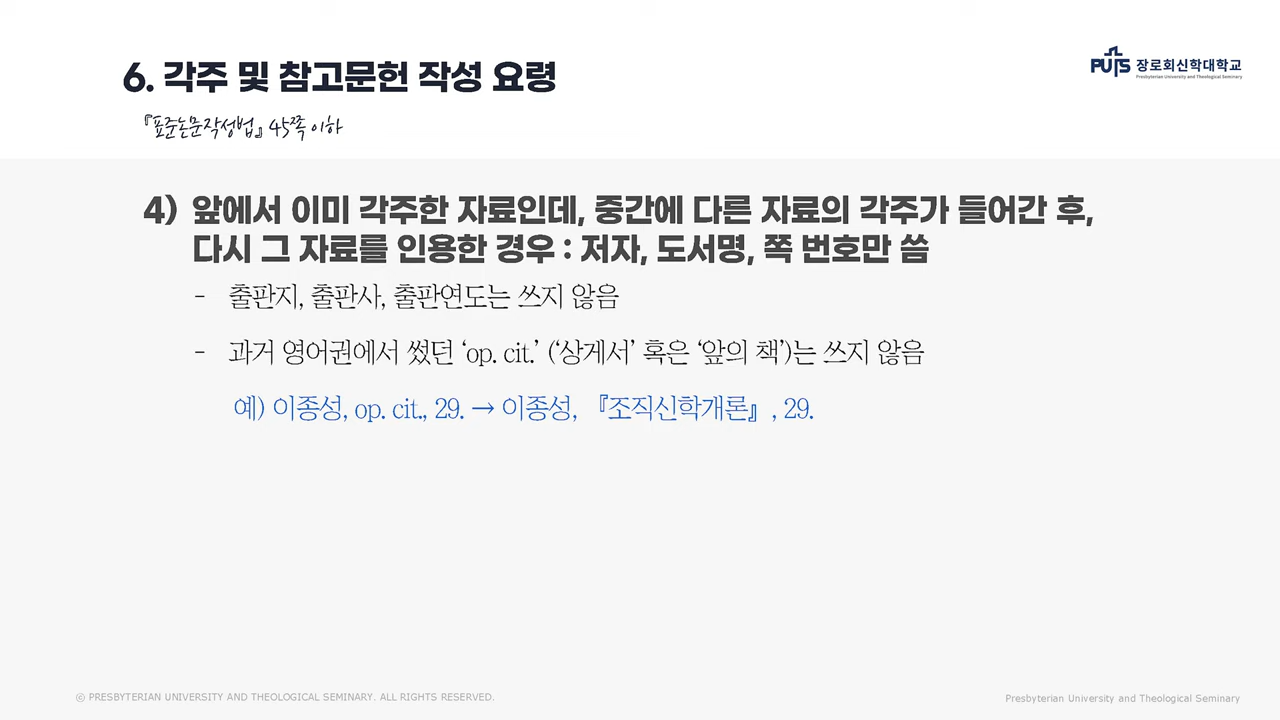 6. 각주 및 참고문헌 작성 요령
『표준논문작성법』 45쪽 이하
PUTS 장로회신학대학교
Presbyterian University and Theological Seminary
4) 앞에서 이미 각주한 자료인데, 중간에 다른 자료의 각주가 들어간 후,
다시 그 자료를 인용한 경우 : 저자, 도서명, 쪽 번호만 씀
- 출판지, 출판사, 출판연도는 쓰지 않음
- 과거 영어권에서 썼던 ‘op. cit.’ (‘상게서’ 혹은 ‘앞의 책’)는 쓰지 않음
예) 이종성, op. cit., 29. → 이종성, 『조직신학개론』, 29.
© PRESBYTERIAN UNIVERSITY AND THEOLOGICAL SEMINARY. ALL RIGHTS RESERVED.
Presbyterian University and Theological Seminary